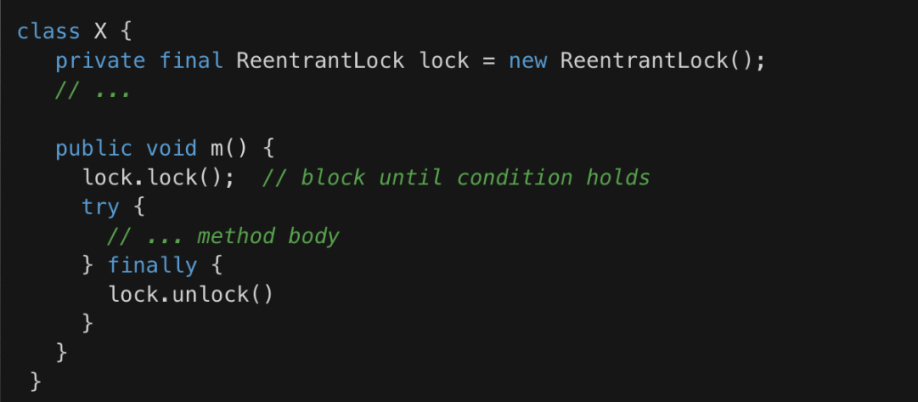 class X {
   private final ReentrantLock lock = new ReentrantLock();
   // ...

   public void m() {
     lock.lock();  // block until condition holds
     try {
       // ... method body
     } finally {
       lock.unlock()
     }
   }
 }